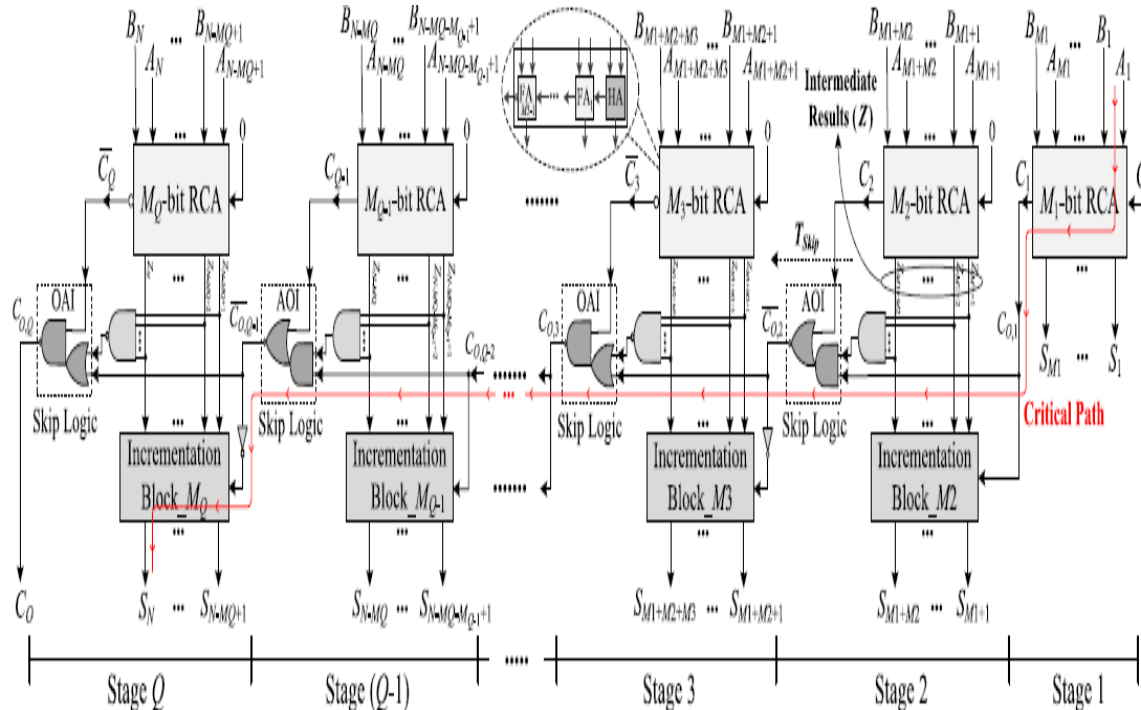 B_N ... B_{N-MQ+1}
A_N A_{N-MQ+1}
B_{N-MQ} ... B_{N-MQ-M_{Q-1}+1}
A_{N-MQ} A_{N-MQ-M_{Q-1}+1}
B_{M1+M2+M3} ... B_{M1+M2+1}
A_{M1+M2+M3} A_{M1+M2+1}
B_{M1+M2} ... B_{M1+1}
A_{M1+M2} A_{M1+1}
B_{M1} ... B_1
A_{M1} A_1
FA ... FA HA
Intermediate
Results (Z)
0
0
0
0
C̅_Q
C_{Q-1}
C̅_3
C_2
C_1
C
M_Q-bit RCA
M_{Q-1}-bit RCA
M_3-bit RCA
M_2-bit RCA
M_1-bit RCA
T_Skip
OAI
AOI
OAI
AOI
C_{O,Q}
C̅_{O,Q-1}
C_{O,Q-2}
C_{O,3}
C̅_{O,2}
C_{O,1}
S_{M1} ... S_1
Skip Logic
Skip Logic
Skip Logic
Skip Logic
Critical Path
Incrementation
Block_M_Q
Incrementation
Block_M_{Q-1}
Incrementation
Block_M3
Incrementation
Block_M2
C_O
S_N ... S_{N-MQ+1}
S_{N-MQ} ... S_{N-MQ-M_{Q-1}+1}
S_{M1+M2+M3} ... S_{M1+M2+1}
S_{M1+M2} ... S_{M1+1}
Stage Q
Stage (Q-1)
Stage 3
Stage 2
Stage 1